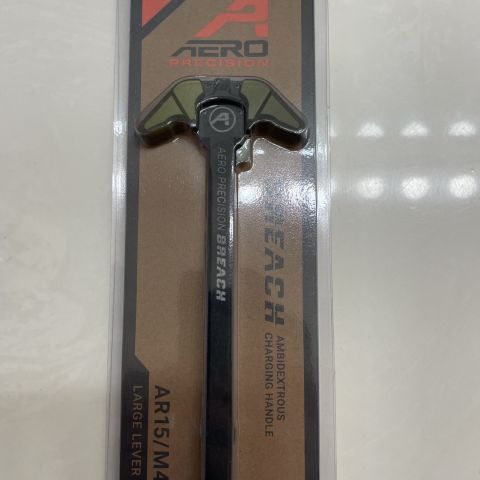 AERO
PRECISION
AERO PRECISION BREACH
BREACH
AMBIDEXTROUS
CHARGING HANDLE
AR15/M4
LARGE LEVER